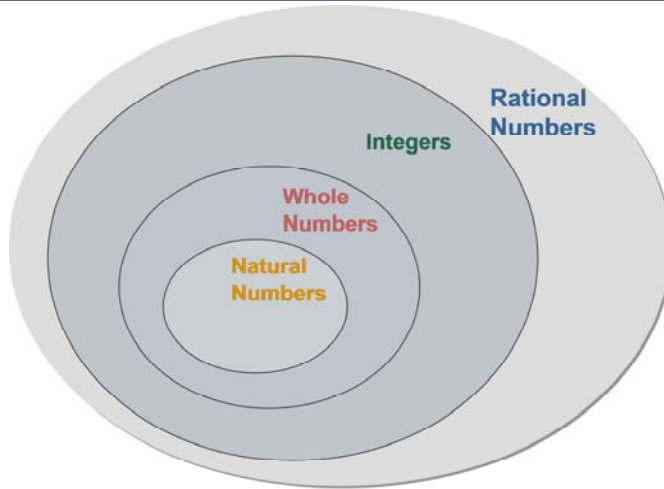 Rational
Numbers
Integers
Whole
Numbers
Natural
Numbers